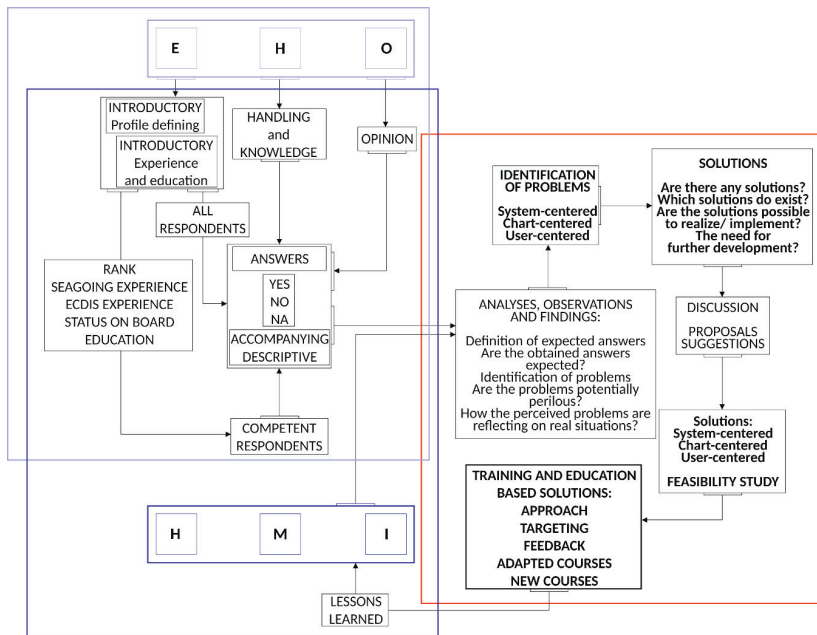 E H O
INTRODUCTORY
Profile defining
INTRODUCTORY
Experience
and education
HANDLING
and
KNOWLEDGE
OPINION
ALL
RESPONDENTS
RANK
SEAGOING EXPERIENCE
ECDIS EXPERIENCE
STATUS ON BOARD
EDUCATION
ANSWERS
YES
NO
NA
ACCOMPANYING
DESCRIPTIVE
COMPETENT
RESPONDENTS
H M I
LESSONS
LEARNED
IDENTIFICATION
OF PROBLEMS
System-centered
Chart-centered
User-centered
ANALYSES, OBSERVATIONS
AND FINDINGS:
Definition of expected answers
Are the obtained answers
expected?
Identification of problems
Are the problems potentially
perilous?
How the perceived problems are
reflecting on real situations?
SOLUTIONS
Are there any solutions?
Which solutions do exist?
Are the solutions possible
to realize/ implement?
The need for
further development?
DISCUSSION
PROPOSALS
SUGGESTIONS
Solutions:
System-centered
Chart-centered
User-centered
FEASIBILITY STUDY
TRAINING AND EDUCATION
BASED SOLUTIONS:
APPROACH
TARGETING
FEEDBACK
ADAPTED COURSES
NEW COURSES